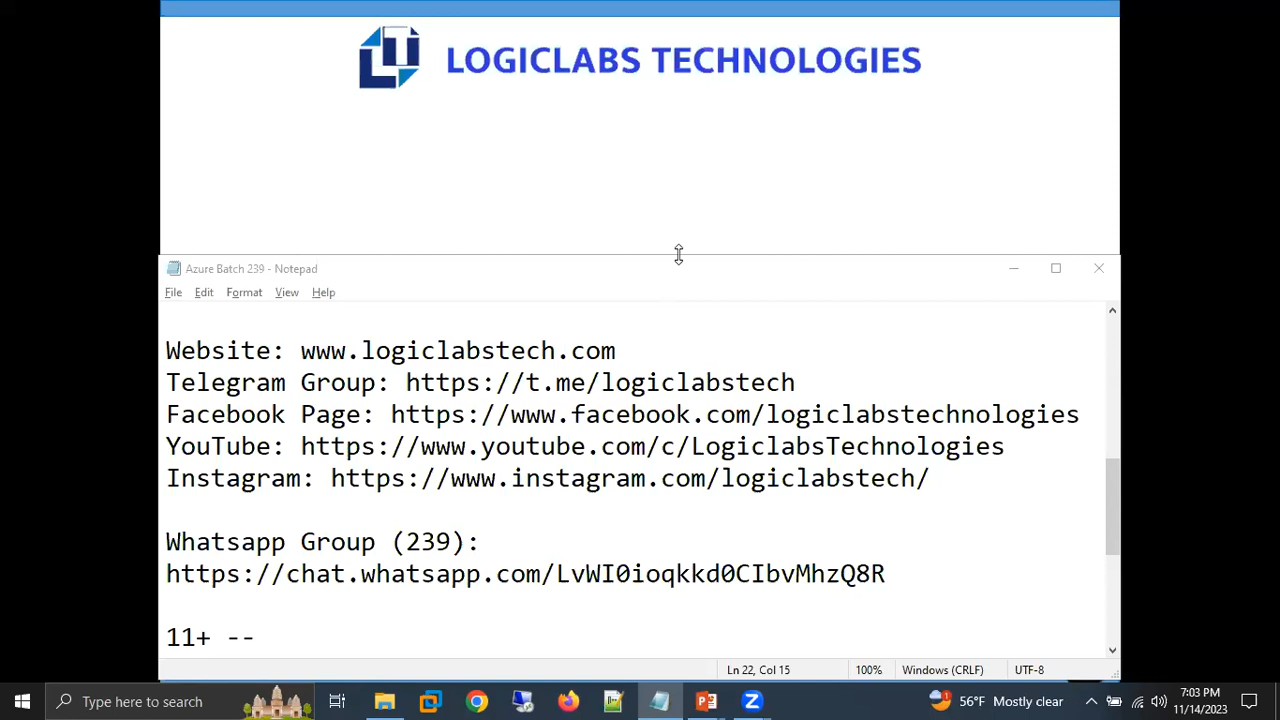 LOGICLABS TECHNOLOGIES
Azure Batch 239 - Notepad
File Edit Format View Help
Website: www.logiclabstech.com
Telegram Group: https://t.me/logiclabstech
Facebook Page: https://www.facebook.com/logiclabstechnologies
YouTube: https://www.youtube.com/c/LogiclabsTechnologies
Instagram: https://www.instagram.com/logiclabstech/
Whatsapp Group (239):
https://chat.whatsapp.com/LvWI0ioqkkd0CIbvMhzQ8R
11+ --
Ln 22, Col 15 100% Windows (CRLF) UTF-8
Type here to search 56°F Mostly clear 7:03 PM
11/14/2023